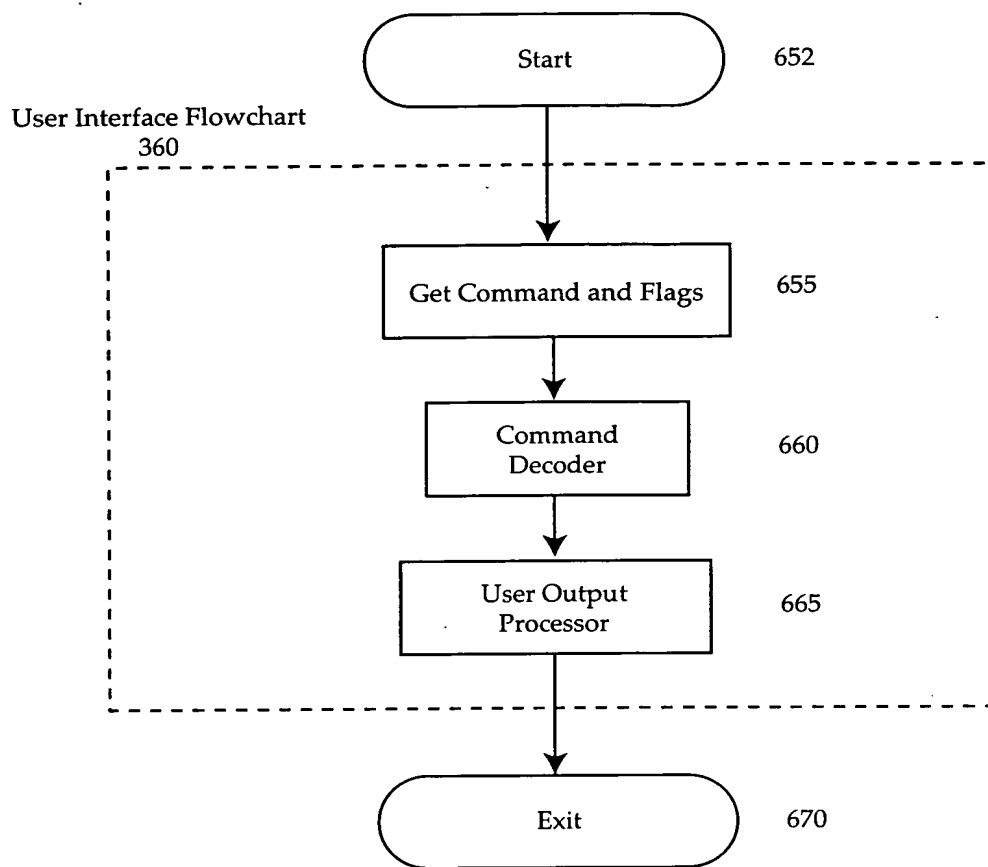 Start
652
User Interface Flowchart
360
Get Command and Flags
655
Command
Decoder
660
User Output
Processor
665
Exit
670